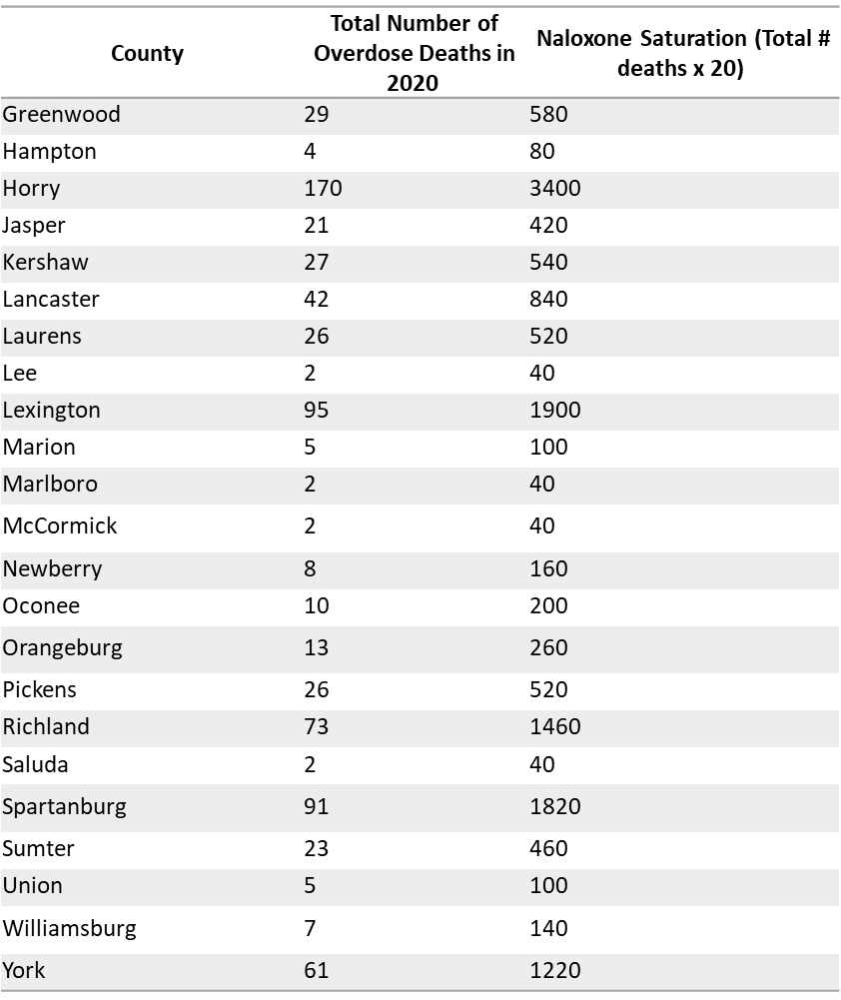 County Total Number of Overdose Deaths in 2020 Naloxone Saturation (Total # deaths x 20)
Greenwood 29 580
Hampton 4 80
Horry 170 3400
Jasper 21 420
Kershaw 27 540
Lancaster 42 840
Laurens 26 520
Lee 2 40
Lexington 95 1900
Marion 5 100
Marlboro 2 40
McCormick 2 40
Newberry 8 160
Oconee 10 200
Orangeburg 13 260
Pickens 26 520
Richland 73 1460
Saluda 2 40
Spartanburg 91 1820
Sumter 23 460
Union 5 100
Williamsburg 7 140
York 61 1220